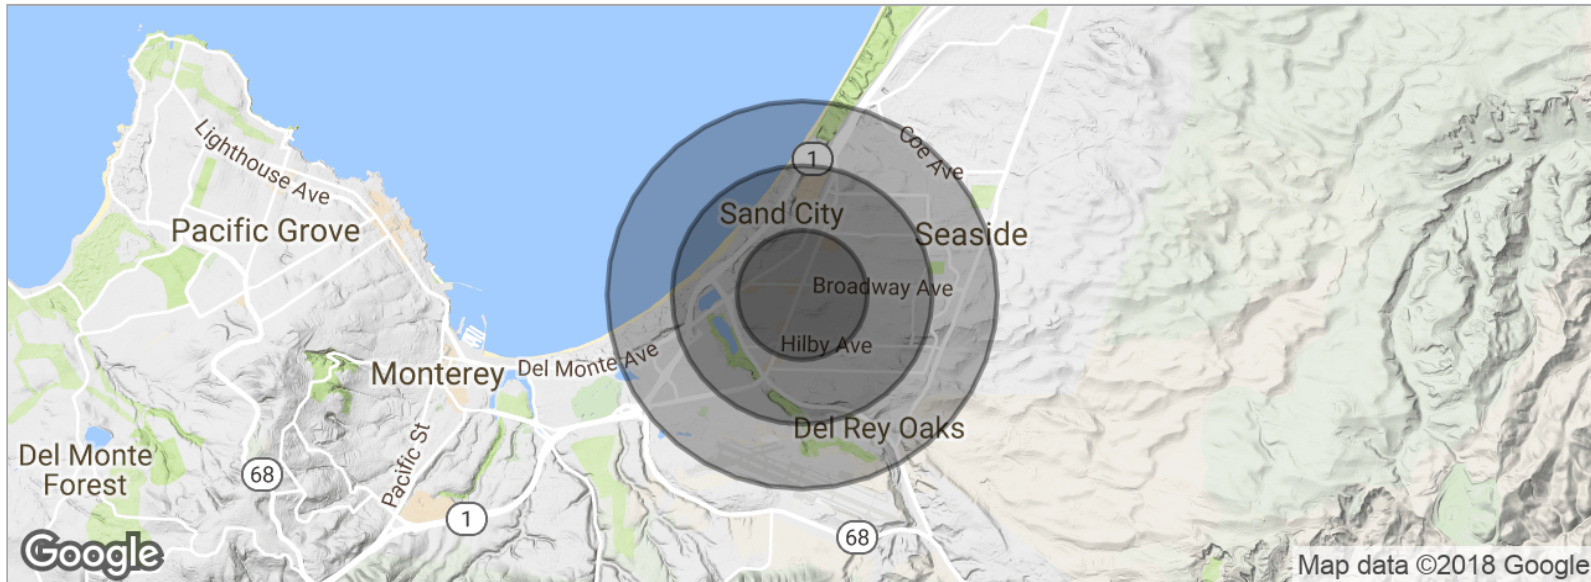 Coe Ave
1
Lighthouse Ave
Sand City
Pacific Grove
Seaside
Broadway Ave
Hilby Ave
Del Monte Ave
Monterey
Del Rey Oaks
Pacific St
Del Monte
Forest
68
1
68
Google
Map data ©2018 Google